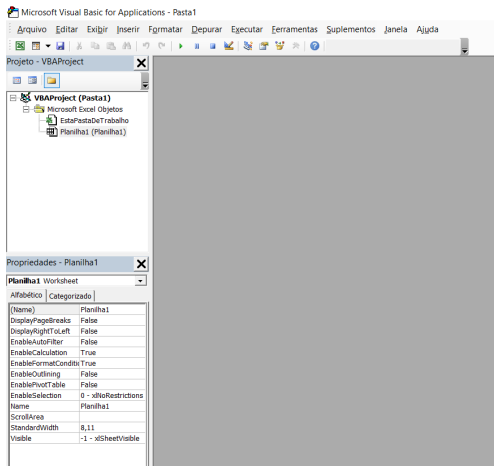 Microsoft Visual Basic for Applications - Pasta1
Arquivo Editar Exibir Inserir Formatar Depurar Executar Ferramentas Suplementos Janela Ajuda
Projeto - VBAProject
VBAProject (Pasta1)
Microsoft Excel Objetos
EstaPastaDeTrabalho
Planilha1 (Planilha1)
Propriedades - Planilha1
Planilha1 Worksheet
Alfabético Categorizado
(Name) Planilha1
DisplayPageBreaks False
DisplayRightToLeft False
EnableAutoFilter False
EnableCalculation True
EnableFormatConditic True
EnableOutlining False
EnablePivotTable False
EnableSelection 0 - xlNoRestrictions
Name Planilha1
ScrollArea
StandardWidth 8,11
Visible -1 - xlSheetVisible